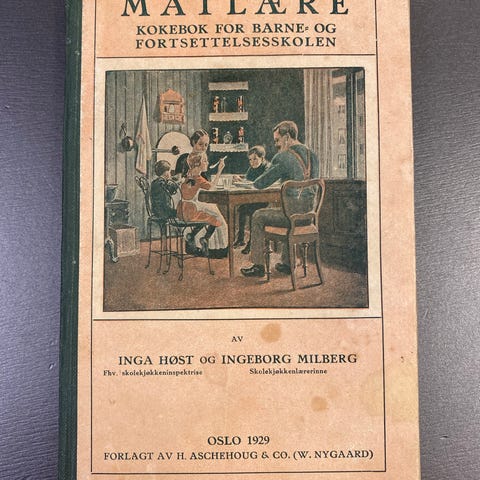 MATLÆRE
KOKEBOK FOR BARNE- OG
FORTSETTELSESSKOLEN
AV
INGA HØST OG INGEBORG MILBERG
Fhv. skolekjøkkeninspektrise Skolekjøkkenlærerinne
OSLO 1929
FORLAGT AV H. ASCHEHOUG & CO. (W. NYGAARD)